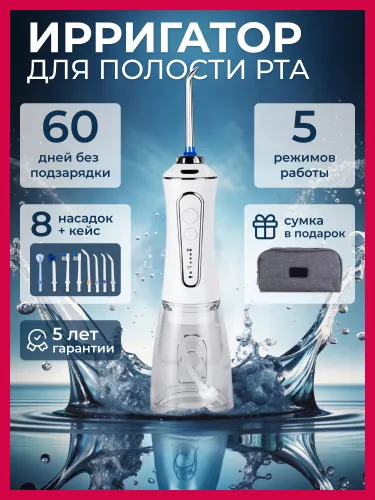 ИРРИГАТОР
ДЛЯ ПОЛОСТИ РТА
60
дней без
подзарядки
5
режимов
работы
8 насадок
+ кейс
сумка
в подарок
5 лет
гарантии